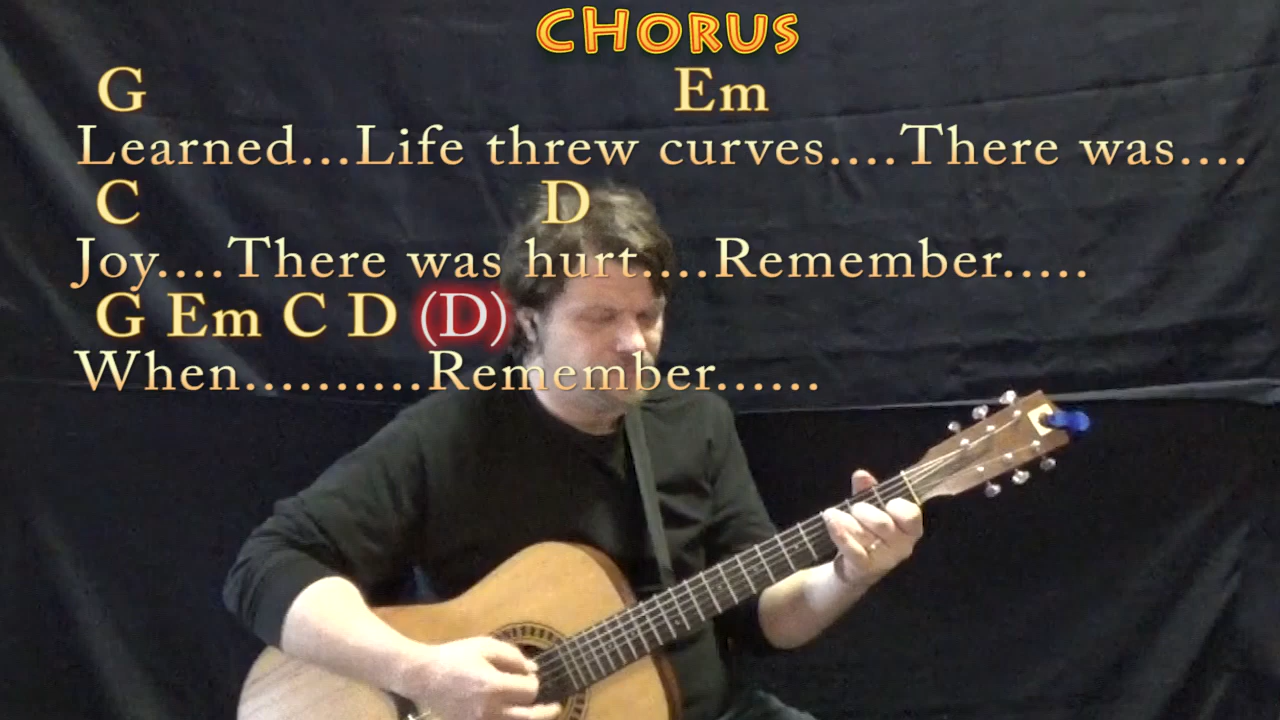 CHORUS
G Em
Learned...Life threw curves....There was....
C D
Joy....There was hurt....Remember.....
G Em C D (D)
When..........Remember......